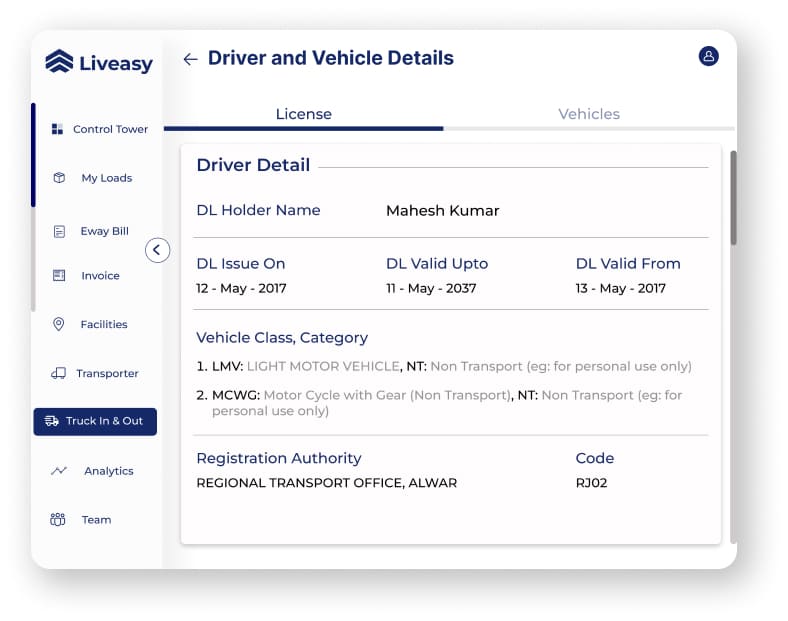 Liveasy
Driver and Vehicle Details
Control Tower
My Loads
Eway Bill
Invoice
Facilities
Transporter
Truck In & Out
Analytics
Team
License
Vehicles
Driver Detail
DL Holder Name
Mahesh Kumar
DL Issue On
DL Valid Upto
DL Valid From
12 - May - 2017
11 - May - 2037
13 - May - 2017
Vehicle Class, Category
1. LMV: LIGHT MOTOR VEHICLE, NT: Non Transport (eg: for personal use only)
2. MCWG: Motor Cycle with Gear (Non Transport), NT: Non Transport (eg: for
personal use only)
Registration Authority
Code
REGIONAL TRANSPORT OFFICE, ALWAR
RJ02